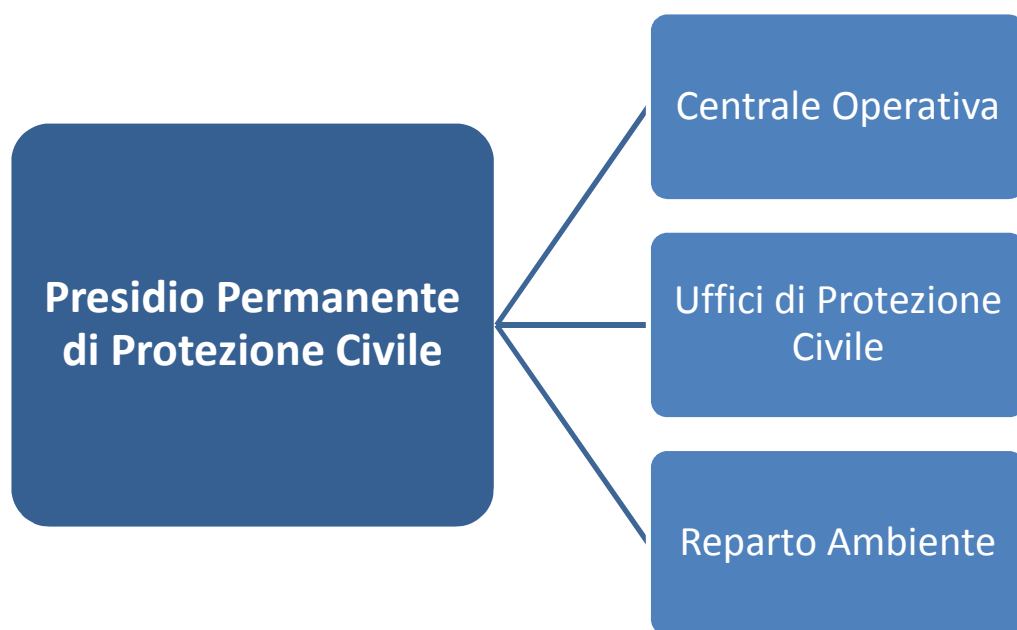 Presidio Permanente
di Protezione Civile
Centrale Operativa
Uffici di Protezione
Civile
Reparto Ambiente